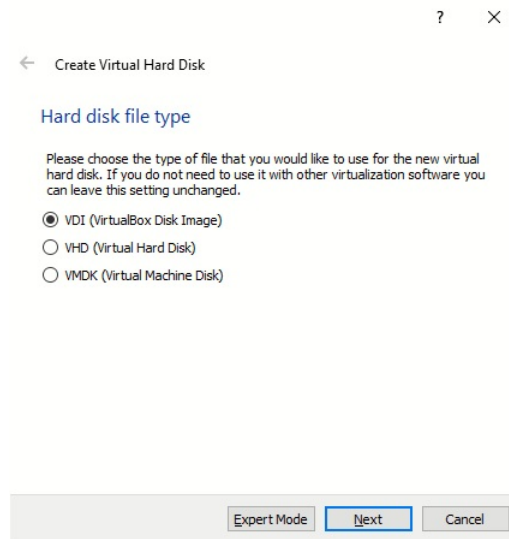 ?
Create Virtual Hard Disk
Hard disk file type
Please choose the type of file that you would like to use for the new virtual
hard disk. If you do not need to use it with other virtualization software you
can leave this setting unchanged.
VDI (VirtualBox Disk Image)
VHD (Virtual Hard Disk)
VMDK (Virtual Machine Disk)
Expert Mode Next Cancel